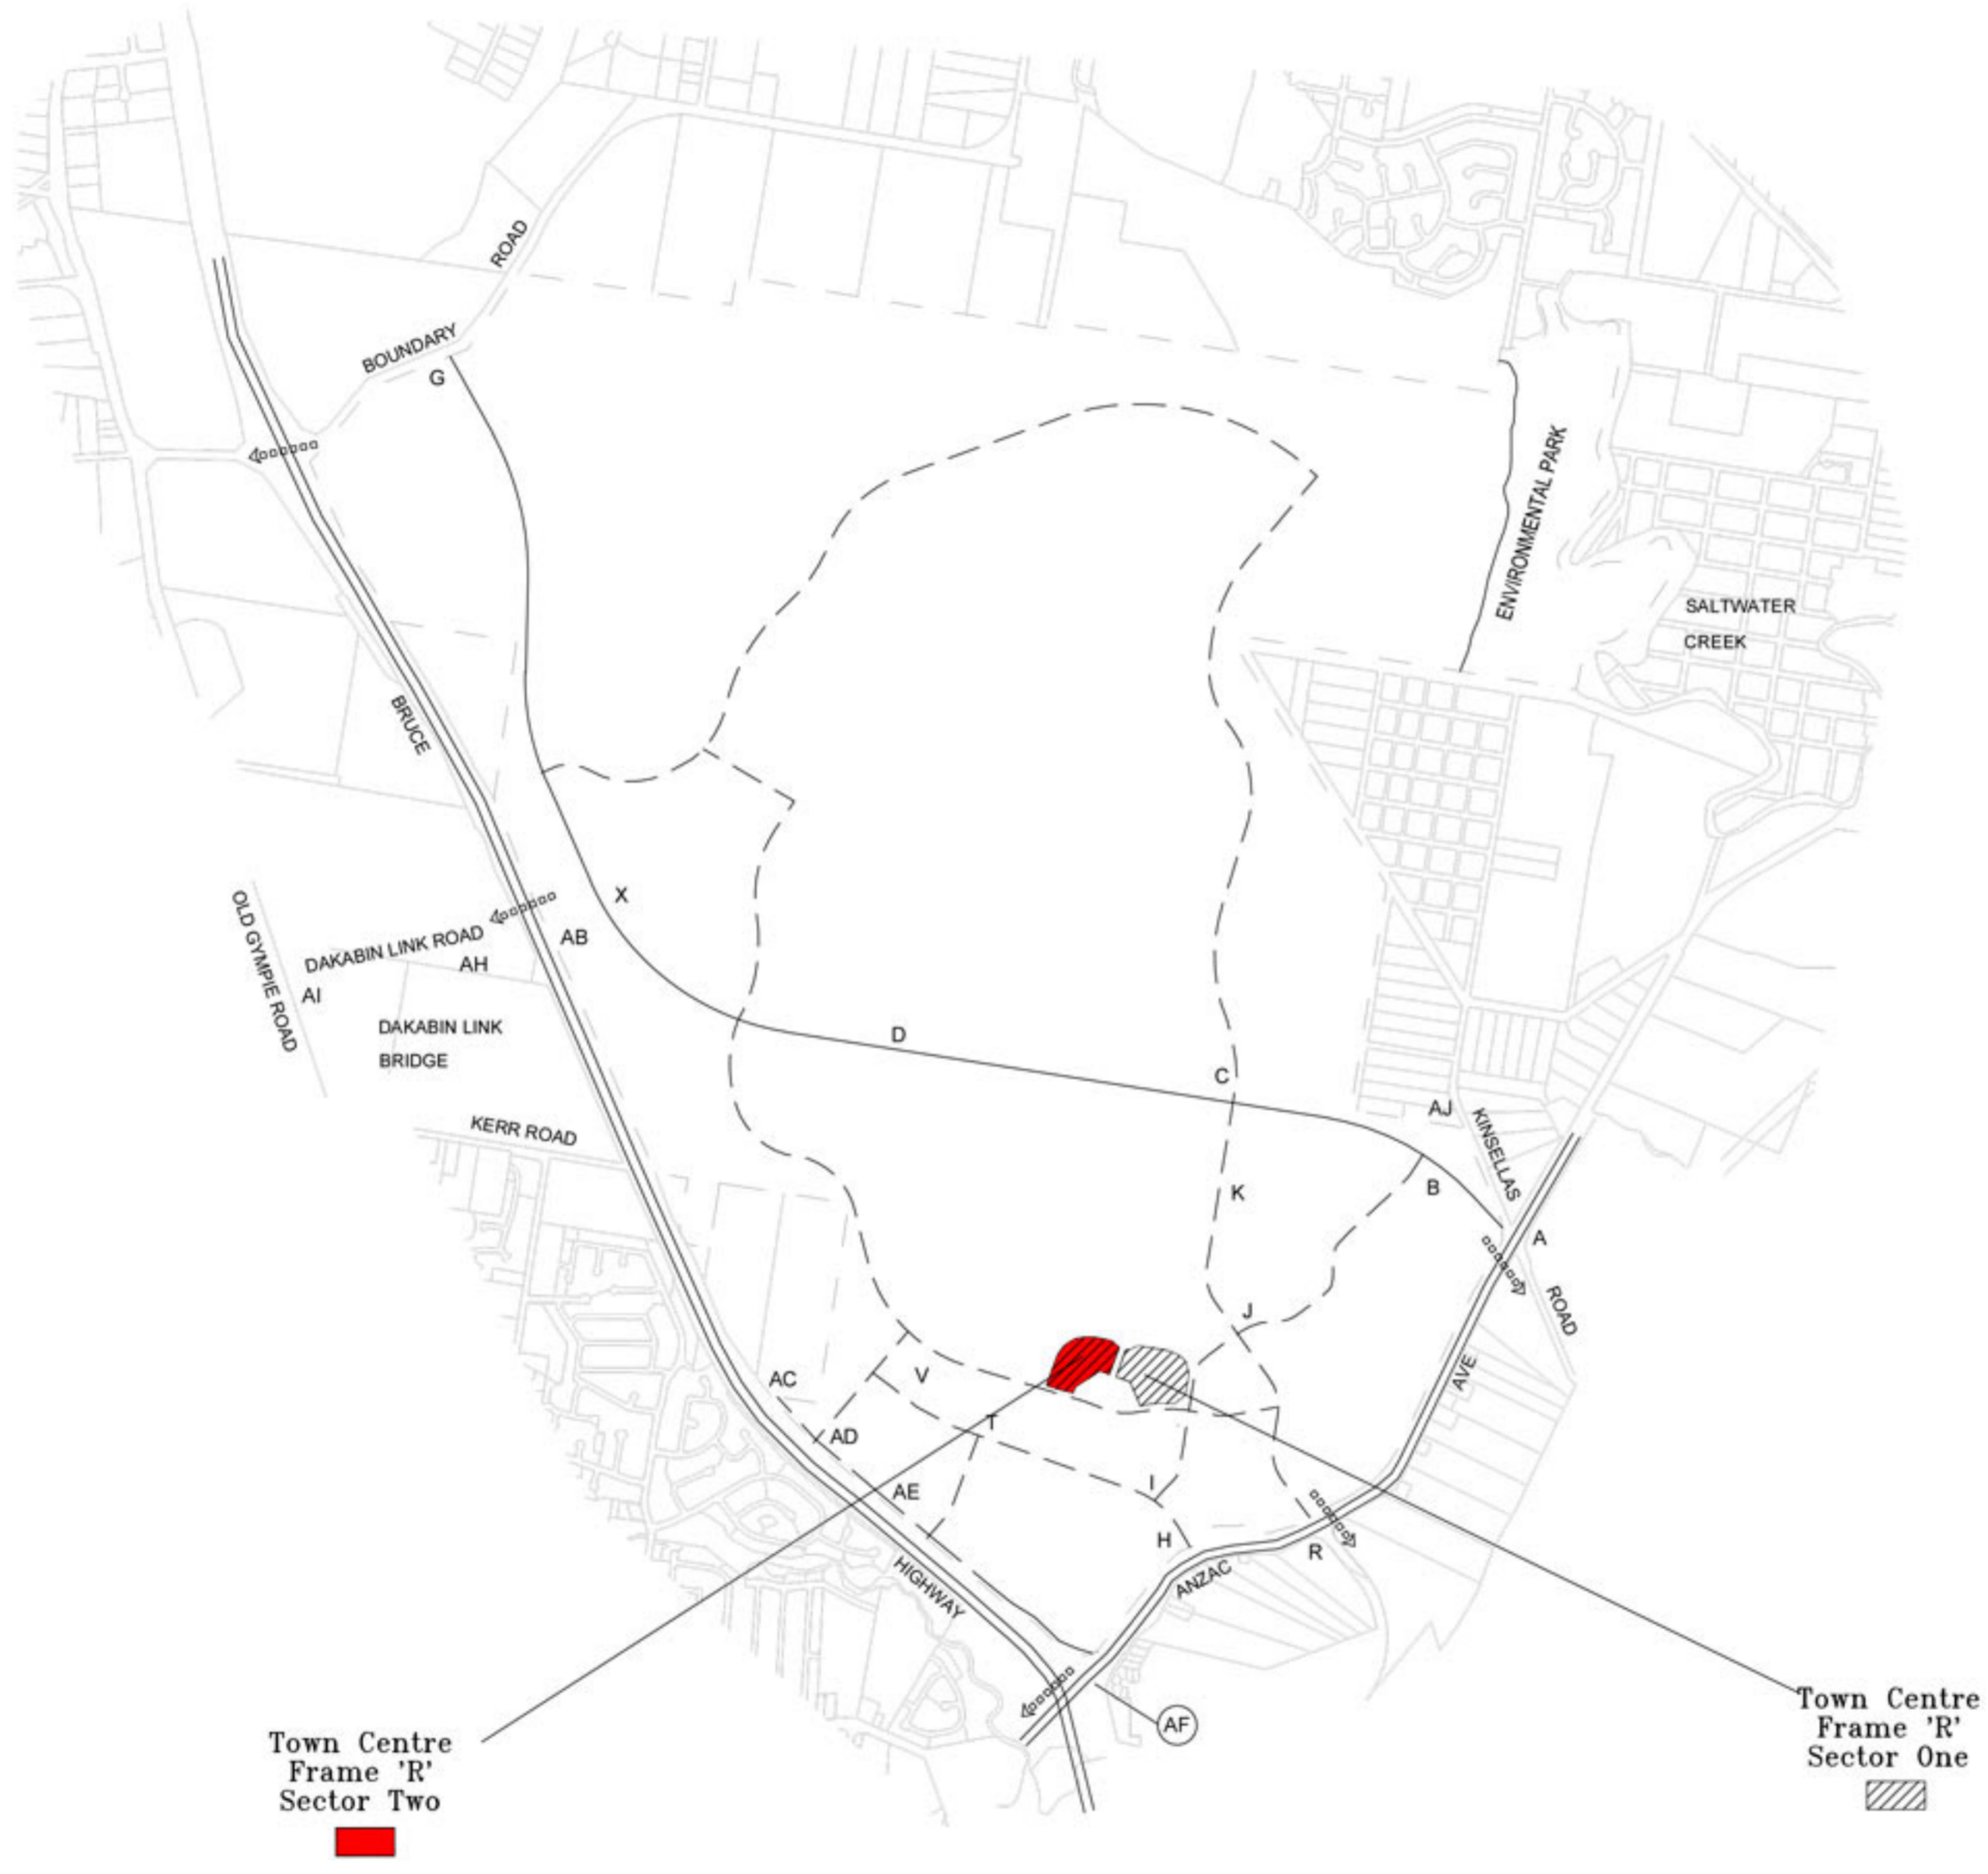 ROAD
BOUNDARY
G
ENVIRONMENTAL PARK
SALTWATER
CREEK
BRUCE
X
AB
OLD GYMPIE ROAD
DAKABIN LINK ROAD
AH
AI
DAKABIN LINK
BRIDGE
D
C
AJ
KINSELLAS
KERR ROAD
K
B
A
ROAD
J
AVE
V
AC
T
AD
I
AE
H
R
ANZAC
HIGHWAY
AF
Town Centre
Frame 'R'
Sector One
Town Centre
Frame 'R'
Sector Two